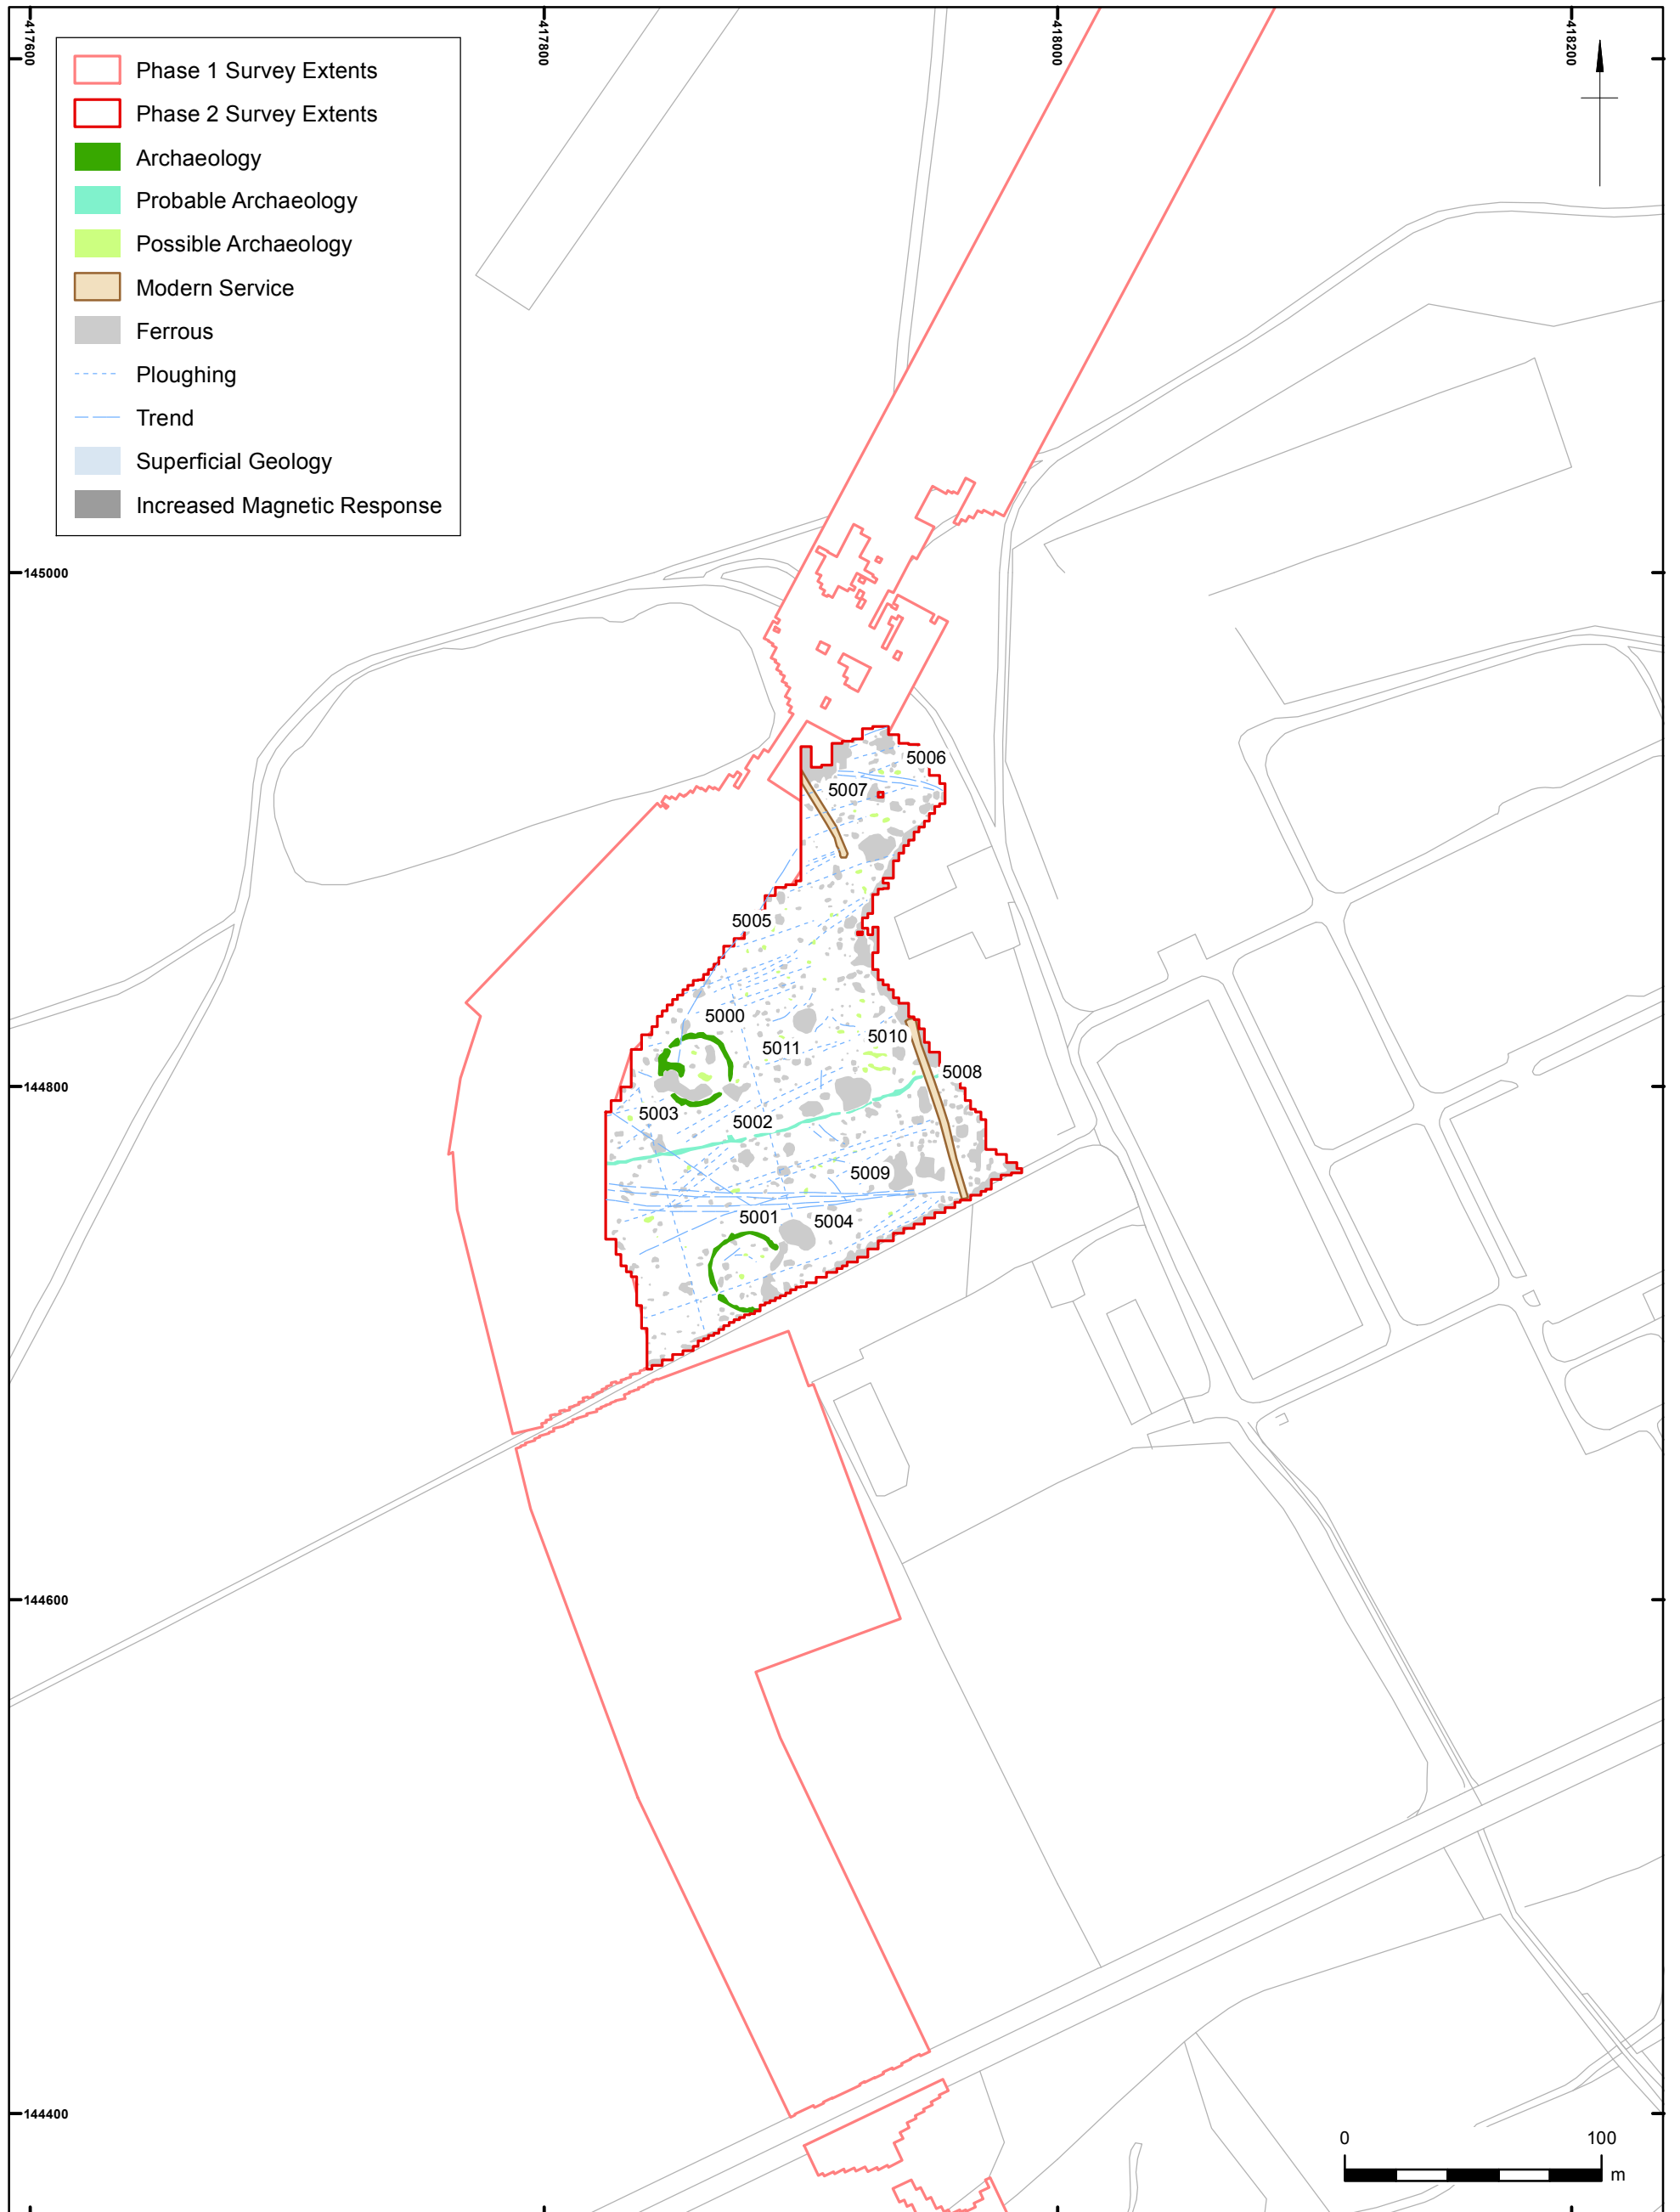 417600
417800
418000
418200
Phase 1 Survey Extents
Phase 2 Survey Extents
Archaeology
Probable Archaeology
Possible Archaeology
Modern Service
Ferrous
Ploughing
Trend
Superficial Geology
Increased Magnetic Response
145000
5006
5007
5005
5000
5010
5011
144800
5008
5003
5002
5009
5001
5004
144600
144400
0
100
m